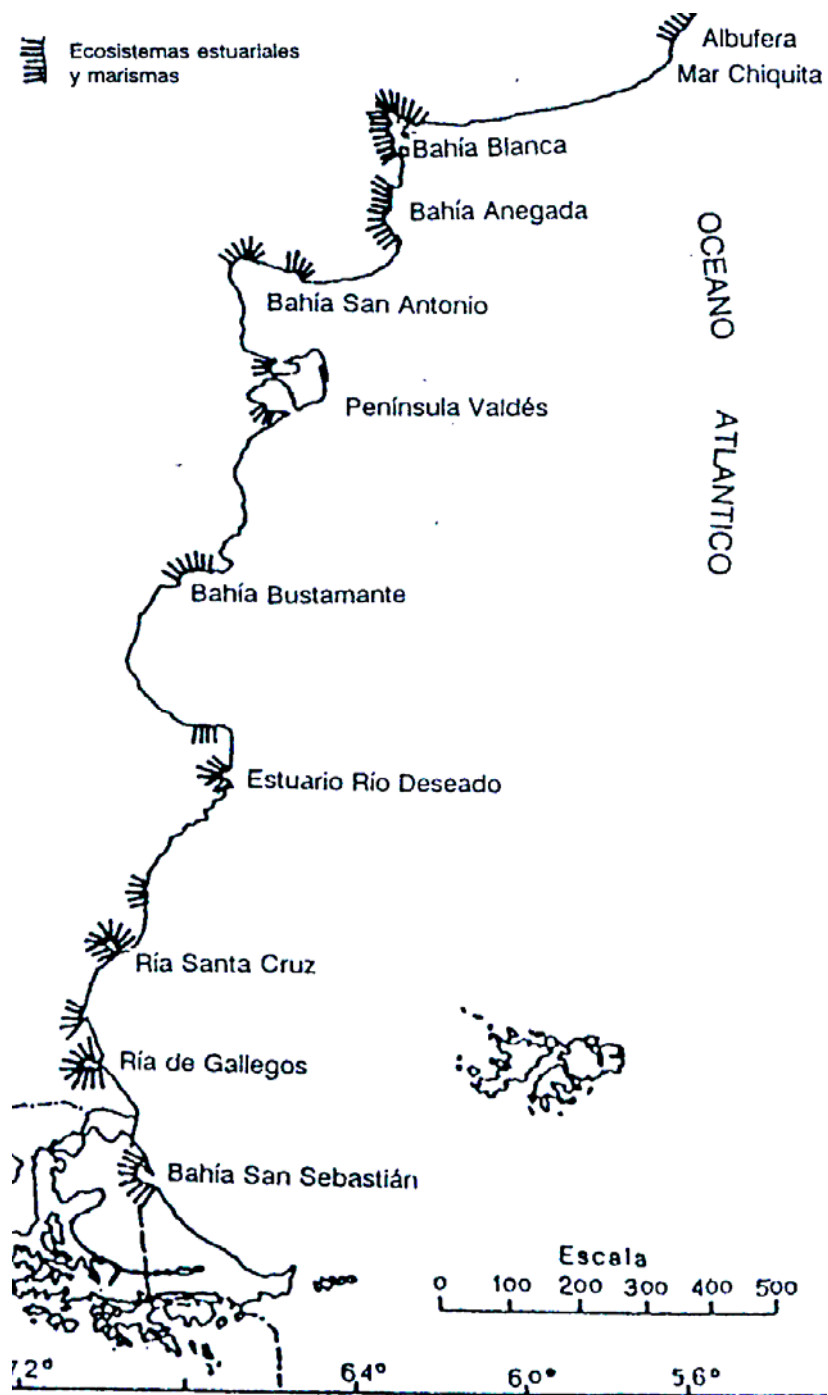 Ecosistemas estuariales
y marismas
Albufera
Mar Chiquita
Bahía Blanca
Bahía Anegada
OCEANO
ATLANTICO
Bahía San Antonio
Península Valdés
Bahía Bustamante
Estuario Río Deseado
Ría Santa Cruz
Ría de Gallegos
Bahía San Sebastián
Escala
0 100 200 300 400 500
72° 64° 60° 56°